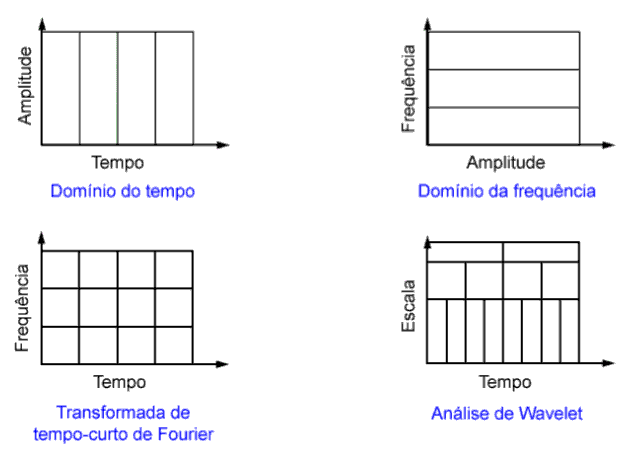 Amplitude
Tempo
Domínio do tempo
Frequência
Amplitude
Domínio da frequência
Frequência
Tempo
Transformada de
tempo-curto de Fourier
Escala
Tempo
Análise de Wavelet